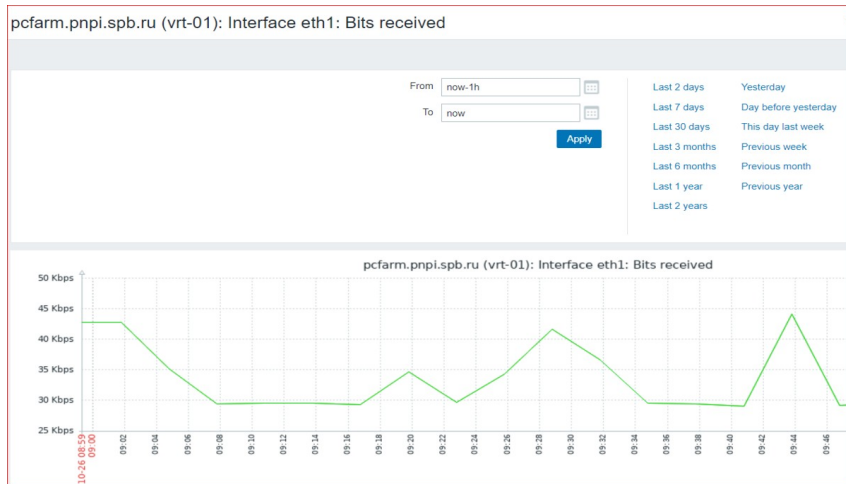 pcfarm.pnpi.spb.ru (vrt-01): Interface eth1: Bits received
From now-1h
To now
Apply
Last 2 days Yesterday
Last 7 days Day before yesterday
Last 30 days This day last week
Last 3 months Previous week
Last 6 months Previous month
Last 1 year Previous year
Last 2 years
pcfarm.pnpi.spb.ru (vrt-01): Interface eth1: Bits received
50 Kbps
45 Kbps
40 Kbps
35 Kbps
30 Kbps
25 Kbps
10-26 08:59
09:00
09:02
09:04
09:06
09:08
09:10
09:12
09:14
09:16
09:18
09:20
09:22
09:24
09:26
09:28
09:30
09:32
09:34
09:36
09:38
09:40
09:42
09:44
09:46